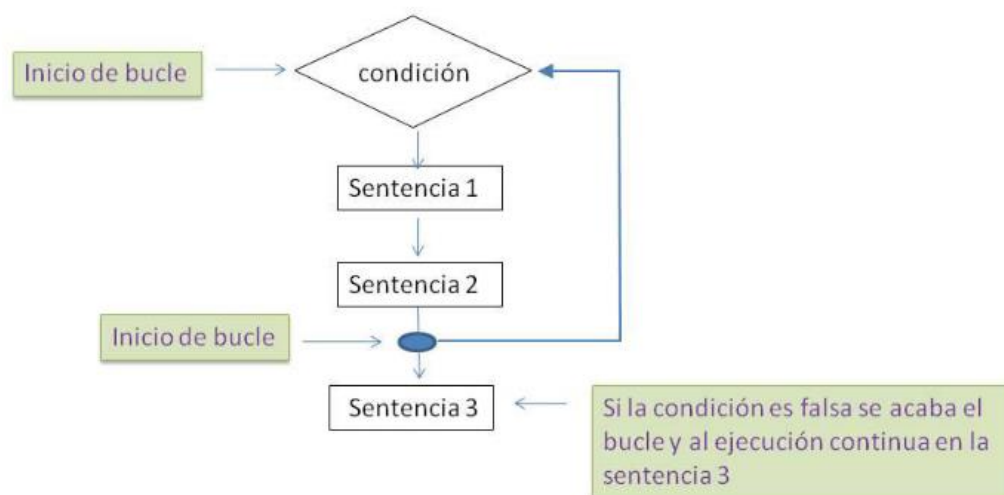 Inicio de bucle
condición
Sentencia 1
Sentencia 2
Inicio de bucle
Sentencia 3
Si la condición es falsa se acaba el
bucle y al ejecución continua en la
sentencia 3